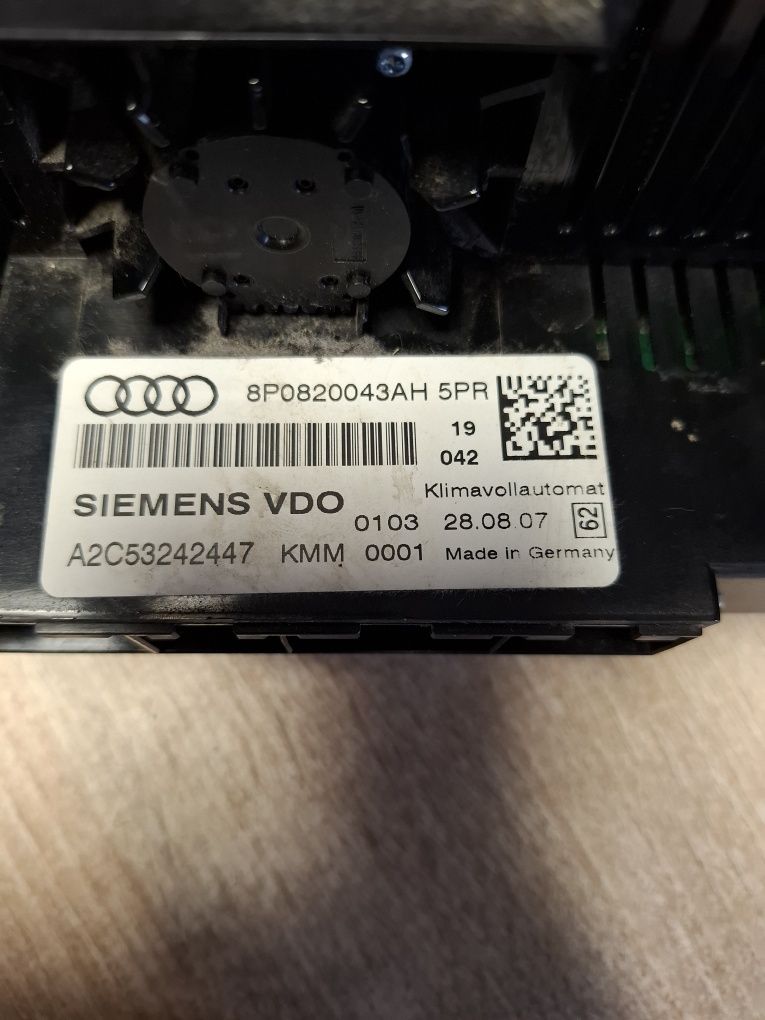 8P0820043AH 5PR
19
042
SIEMENS VDO
Klimavollautomat
0103 28.08.07 62
A2C53242447 KMM 0001 Made in Germany